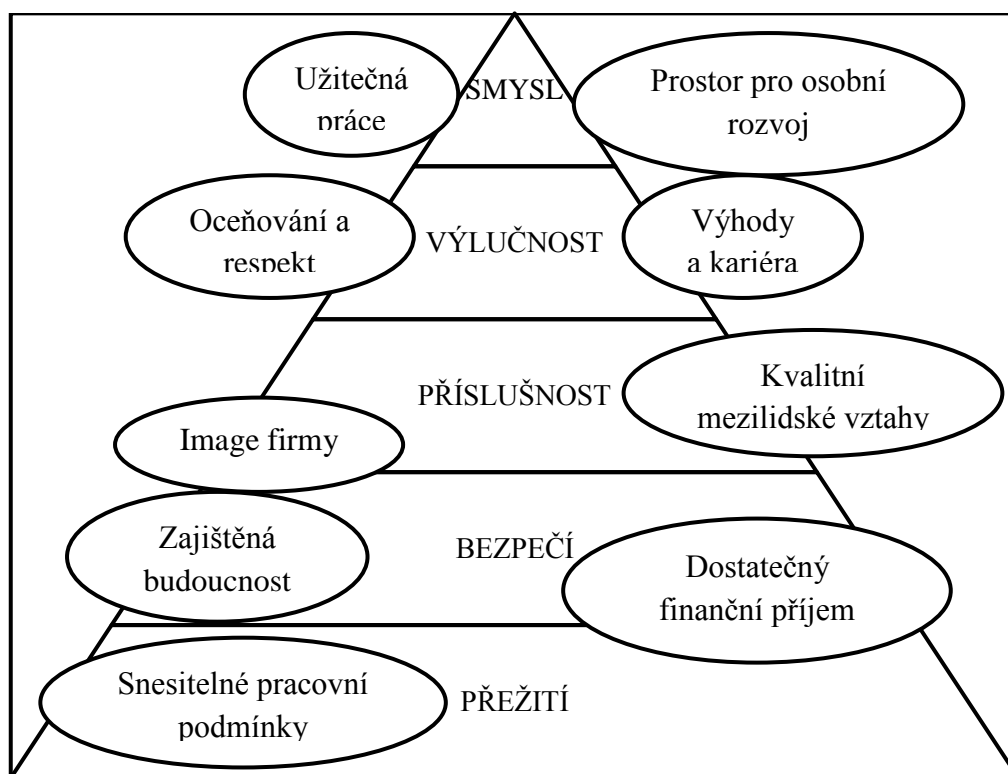 Užitečná
práce
SMYSL
Prostor pro osobní
rozvoj
Oceňování a
respekt
VÝLUČNOST
Výhody
a kariéra
PŘÍSLUŠNOST
Kvalitní
mezilidské vztahy
Image firmy
Zajištěná
budoucnost
BEZPEČÍ
Dostatečný
finanční příjem
Snesitelné pracovní
podmínky
PŘEŽITÍ